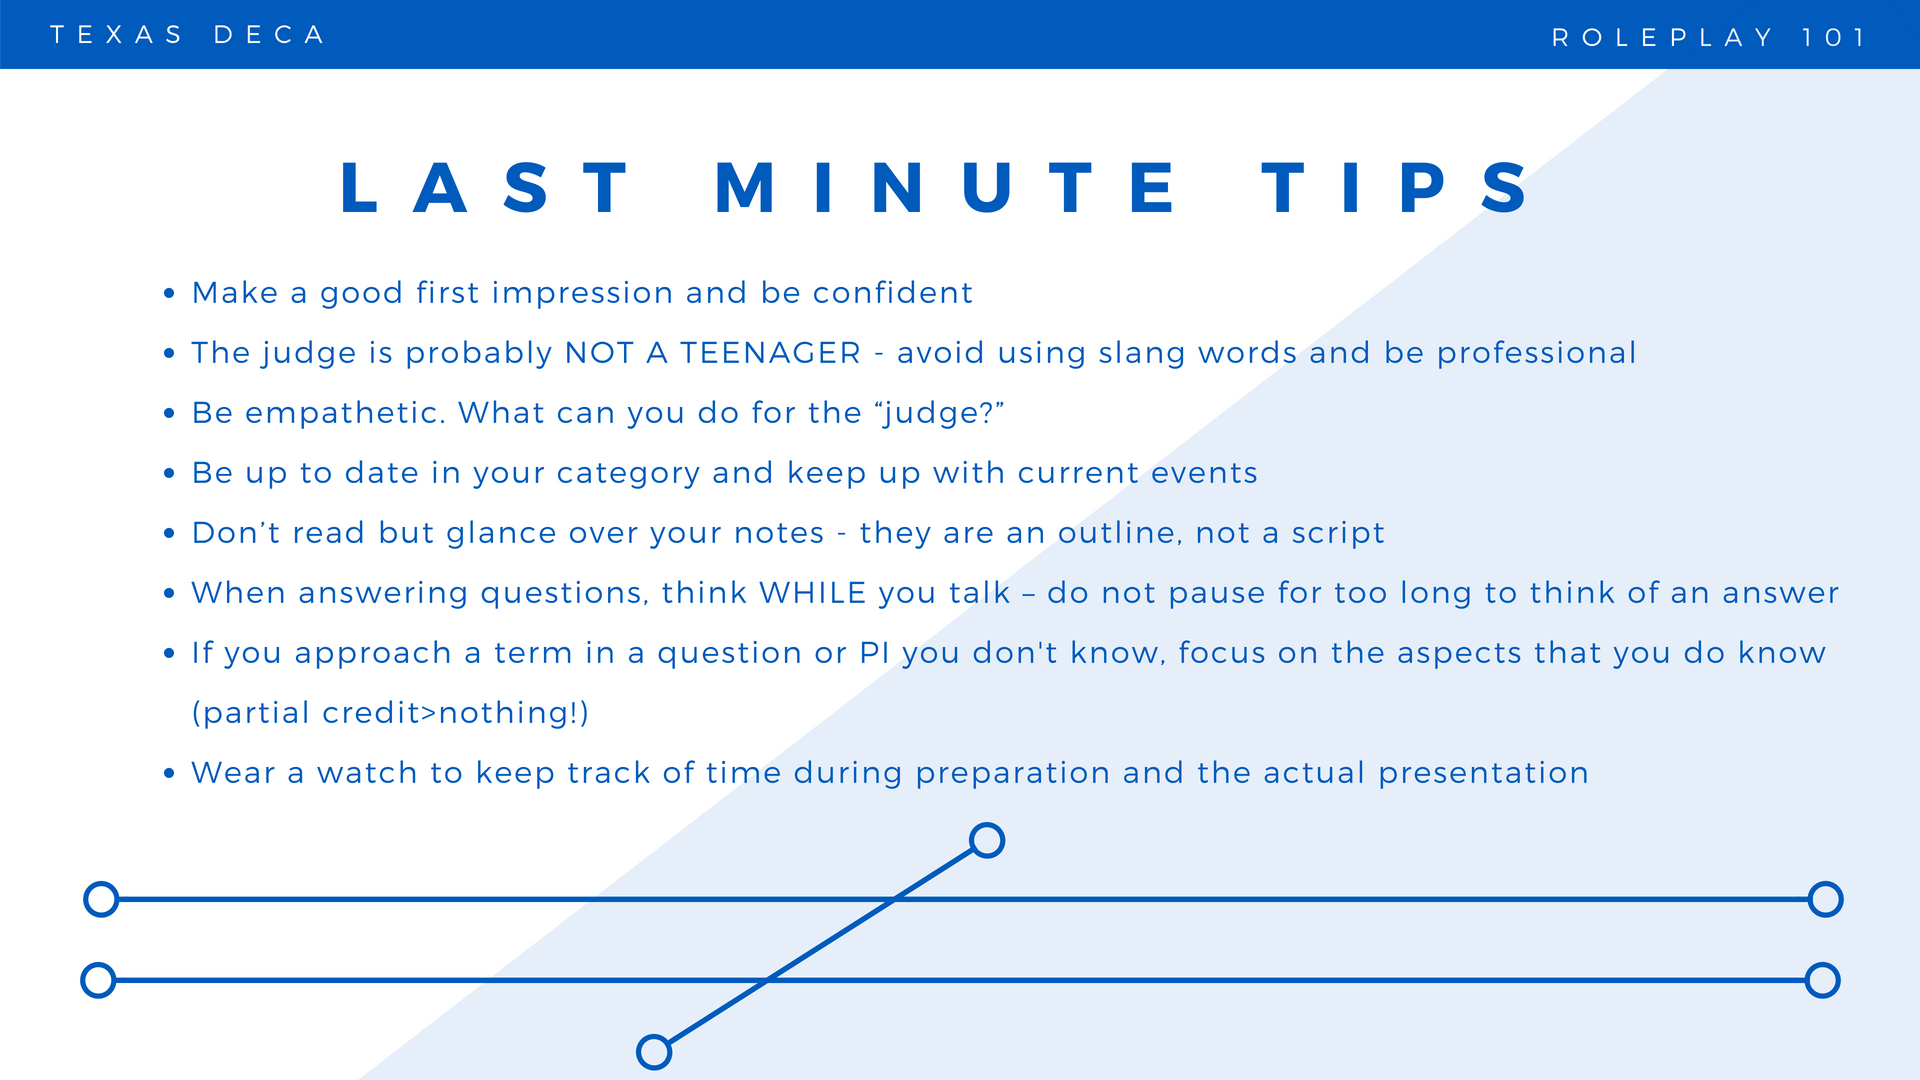 TEXAS DECA
ROLEPLAY 101
LAST MINUTE TIPS
• Make a good first impression and be confident
• The judge is probably NOT A TEENAGER - avoid using slang words and be professional
• Be empathetic. What can you do for the “judge?”
• Be up to date in your category and keep up with current events
• Don’t read but glance over your notes - they are an outline, not a script
• When answering questions, think WHILE you talk – do not pause for too long to think of an answer
• If you approach a term in a question or PI you don't know, focus on the aspects that you do know
(partial credit>nothing!)
• Wear a watch to keep track of time during preparation and the actual presentation